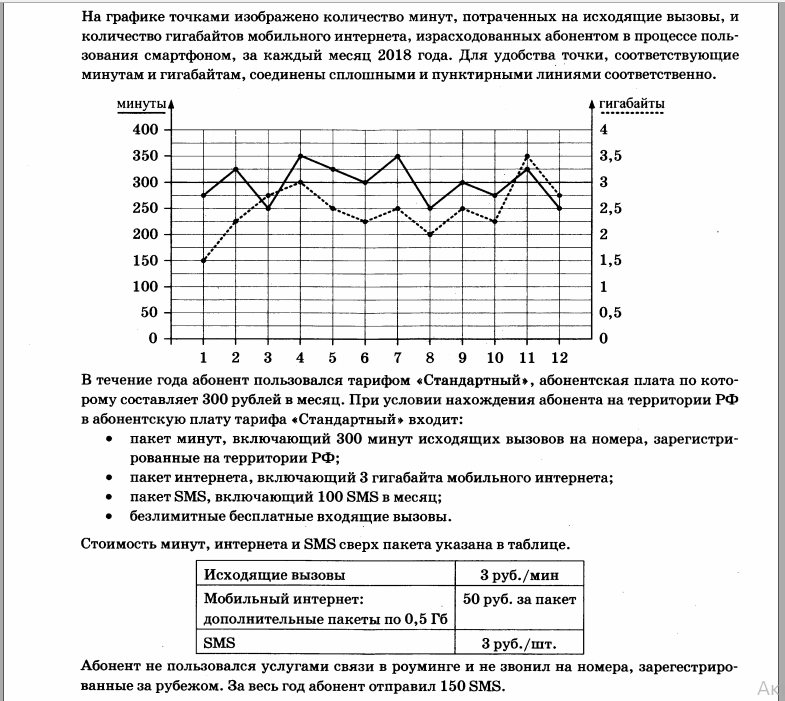 На графике точками изображено количество минут, потраченных на исходящие вызовы, и
количество гигабайтов мобильного интернета, израсходованных абонентом в процессе поль-
зования смартфоном, за каждый месяц 2018 года. Для удобства точки, соответствующие
минутам и гигабайтам, соединены сплошными и пунктирными линиями соответственно.
минуты гигабайты
400 4
350 3,5
300 3
250 2,5
200 2
150 1,5
100 1
50 0,5
0 0
1 2 3 4 5 6 7 8 9 10 11 12
В течение года абонент пользовался тарифом «Стандартный», абонентская плата по кото-
рому составляет 300 рублей в месяц. При условии нахождения абонента на территории РФ
в абонентскую плату тарифа «Стандартный» входит:
• пакет минут, включающий 300 минут исходящих вызовов на номера, зарегистри-
рованные на территории РФ;
• пакет интернета, включающий 3 гигабайта мобильного интернета;
• пакет SMS, включающий 100 SMS в месяц;
• безлимитные бесплатные входящие вызовы.
Стоимость минут, интернета и SMS сверх пакета указана в таблице.
Исходящие вызовы 3 руб./мин
Мобильный интернет: 50 руб. за пакет
дополнительные пакеты по 0,5 Гб
SMS 3 руб./шт.
Абонент не пользовался услугами связи в роуминге и не звонил на номера, зарегестриро-
ванные за рубежом. За весь год абонент отправил 150 SMS.
Ак